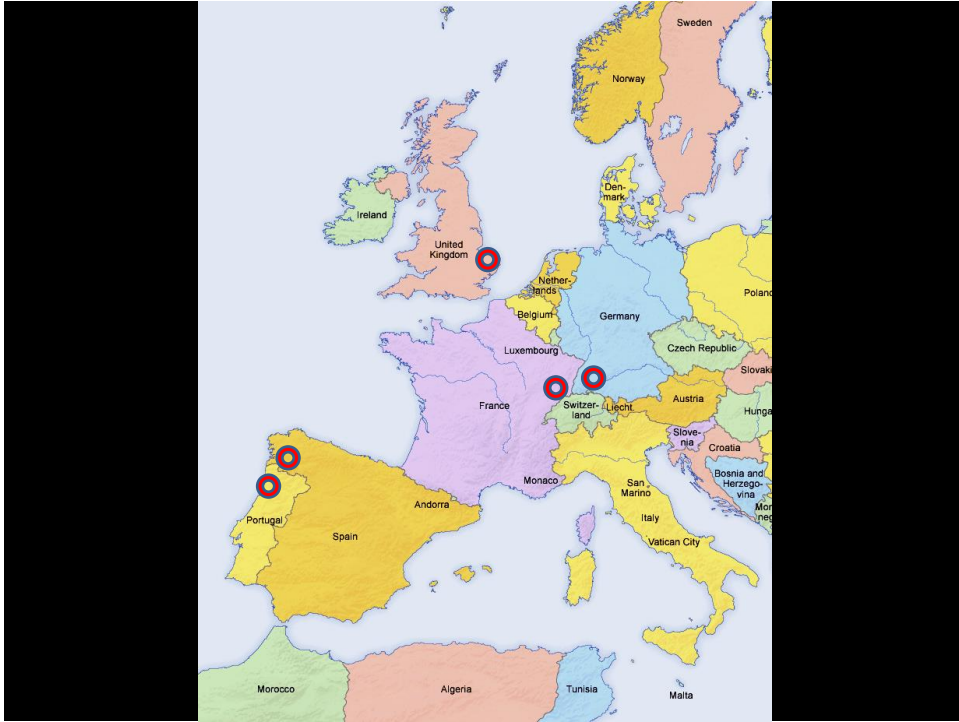 Sweden
Norway
Den-
mark
Ireland
United
Kingdom
Nether-
lands
Poland
Belgium
Germany
Luxembourg
Czech Republic
Slovaki
France
Switzer-
land
Liecht.
Austria
Hunga
Slove-
nia
Croatia
Monaco
San
Marino
Bosnia and
Herzego-
vina
Andorra
Mon
neg
Portugal
Spain
Italy
Vatican City
Morocco
Algeria
Tunisia
Malta